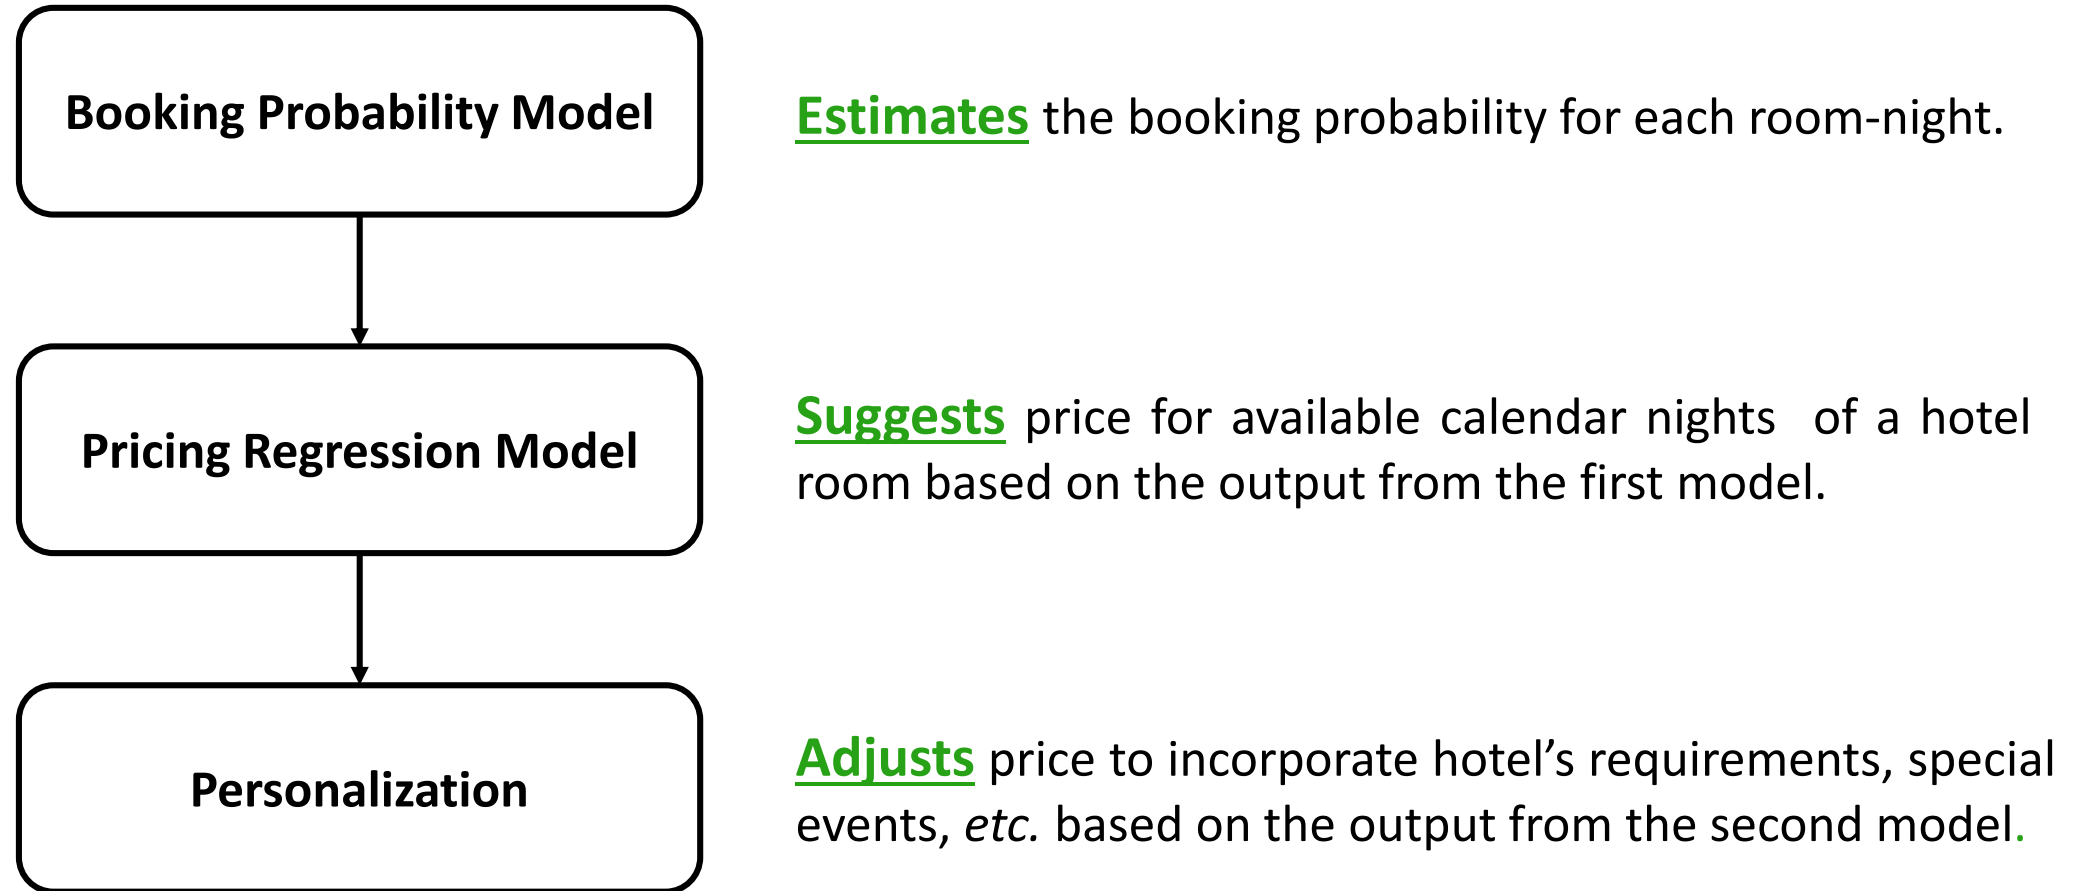 Booking Probability Model
Estimates the booking probability for each room-night.
Pricing Regression Model
Suggests price for available calendar nights of a hotel
room based on the output from the first model.
Personalization
Adjusts price to incorporate hotel’s requirements, special
events, etc. based on the output from the second model.